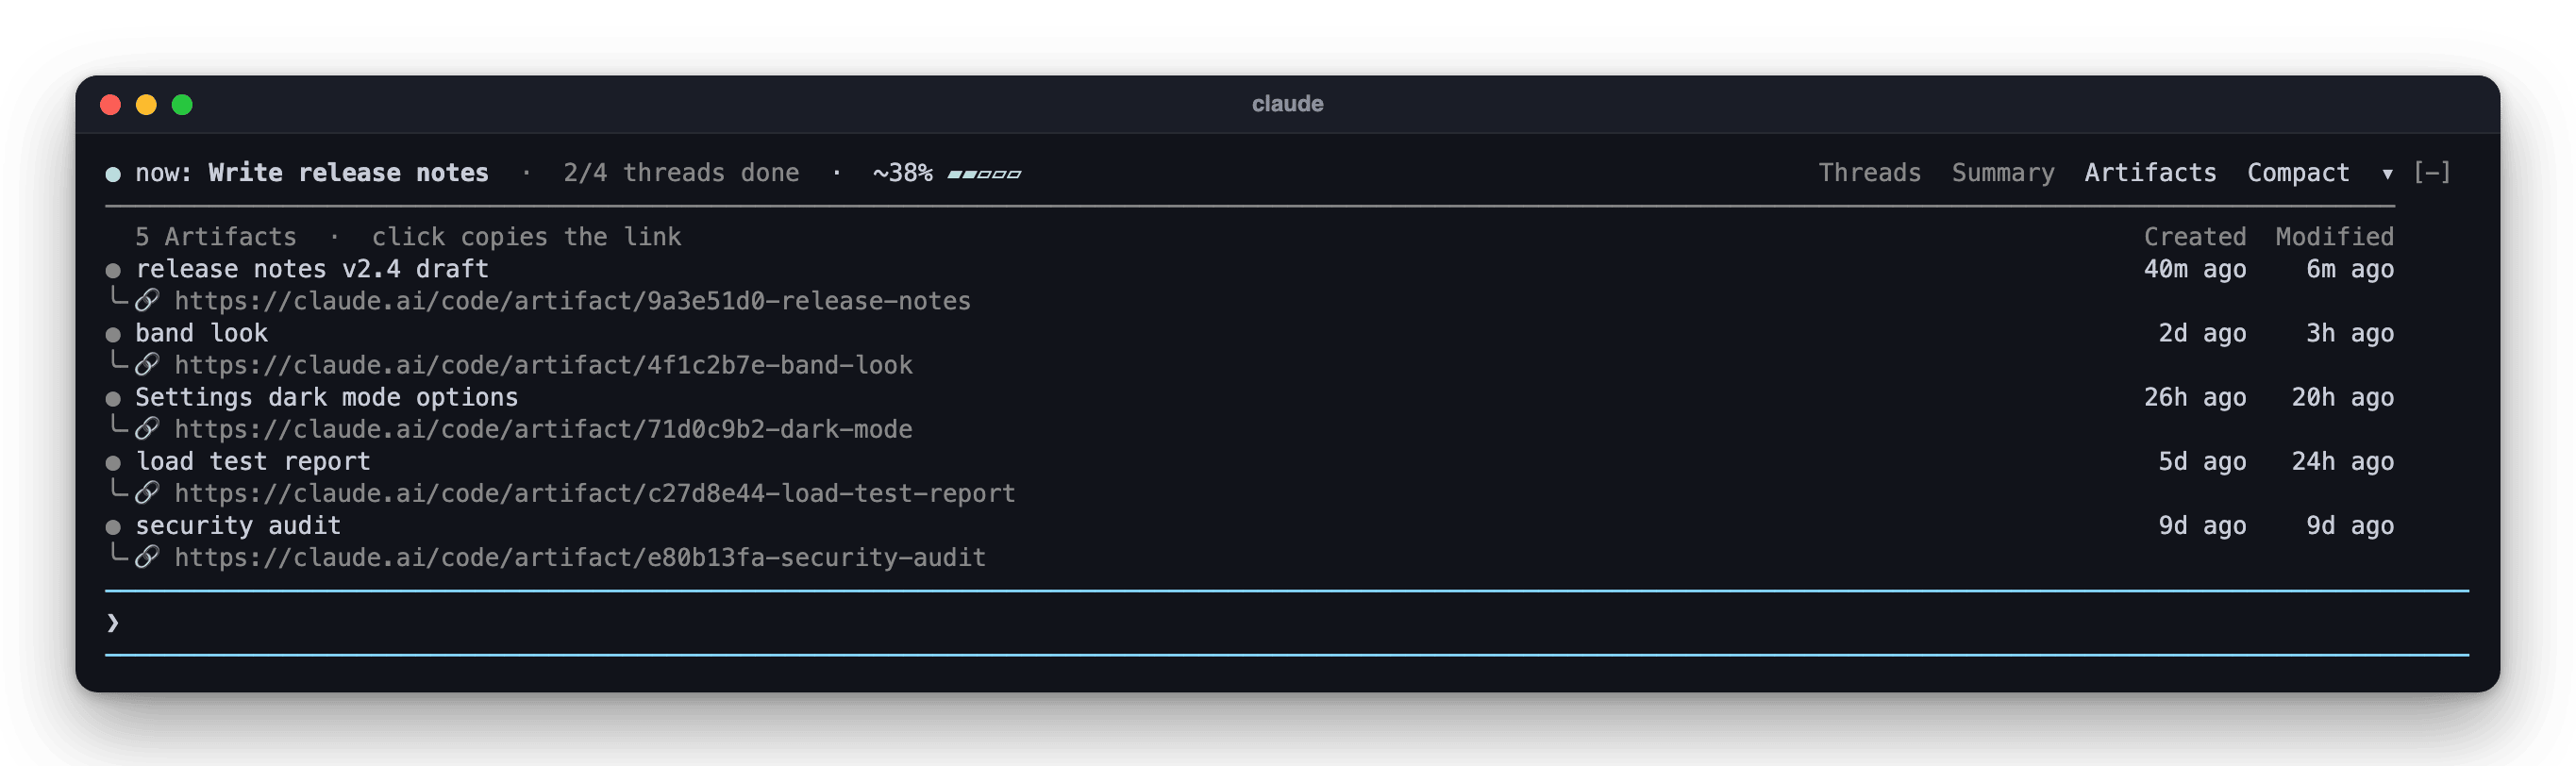 claude
● now: Write release notes · 2/4 threads done · ~38% ▰▰▱▱▱ Threads Summary Artifacts Compact ▾ [−]
5 Artifacts · click copies the link Created Modified
● release notes v2.4 draft 40m ago 6m ago
╰ 🔗 https://claude.ai/code/artifact/9a3e51d0-release-notes
● band look 2d ago 3h ago
╰ 🔗 https://claude.ai/code/artifact/4f1c2b7e-band-look
● Settings dark mode options 26h ago 20h ago
╰ 🔗 https://claude.ai/code/artifact/71d0c9b2-dark-mode
● load test report 5d ago 24h ago
╰ 🔗 https://claude.ai/code/artifact/c27d8e44-load-test-report
● security audit 9d ago 9d ago
╰ 🔗 https://claude.ai/code/artifact/e80b13fa-security-audit
❯